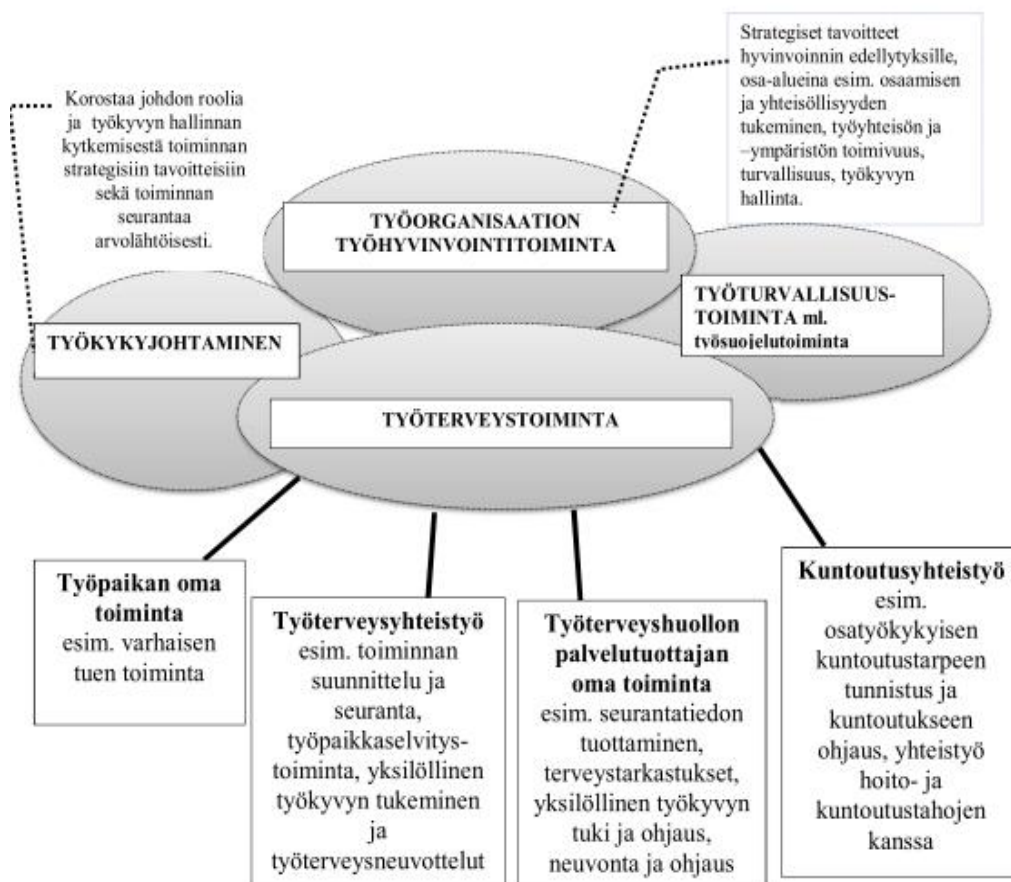 Korostaa johdon roolia
ja työkyvyn hallinnan
kytkemisestä toiminnan
strategisiin tavoitteisiin
sekä toiminnan
seurantaa
arvolähtöisesti.
Strategiset tavoitteet
hyvinvoinnin edellytyksille,
osa-alueina esim. osaamisen
ja yhteisöllisyyden
tukeminen, työyhteisön ja
–ympäristön toimivuus,
turvallisuus, työkyvyn
hallinta.
TYÖORGANISAATION
TYÖHYVINVOINTITOIMINTA
TYÖTURVALLISUUS-
TOIMINTA ml.
työsuojelutoiminta
TYÖKYKYJOHTAMINEN
TYÖTERVEYSTOIMINTA
Työpaikan oma
toiminta
esim. varhaisen
tuen toiminta
Työterveysyhteistyö
esim. toiminnan
suunnittelu ja
seuranta,
työpaikkaselvitys-
toiminta, yksilöllinen
työkyvyn tukeminen
ja
työterveysneuvottelut
Työterveyshuollon
palvelutuottajan
oma toiminta
esim. seurantatiedon
tuottaminen,
terveystarkastukset,
yksilöllinen työkyvyn
tuki ja ohjaus,
neuvonta ja ohjaus
Kuntoutusyhteistyö
esim.
osatyökykyisen
kuntoutustarpeen
tunnistus ja
kuntoutukseen
ohjaus, yhteistyö
hoito- ja
kuntoutustahojen
kanssa